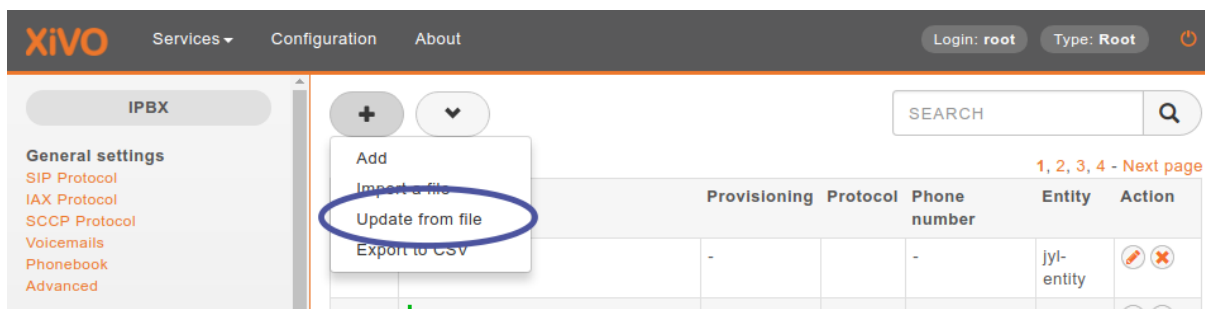 XiVO Services Configuration About Login: root Type: Root
IPBX
General settings
SIP Protocol
IAX Protocol
SCCP Protocol
Voicemails
Phonebook
Advanced
SEARCH
Add
Import a file
Update from file
Export to CSV
1, 2, 3, 4 - Next page
Provisioning Protocol Phone number Entity Action
- - jyl-entity